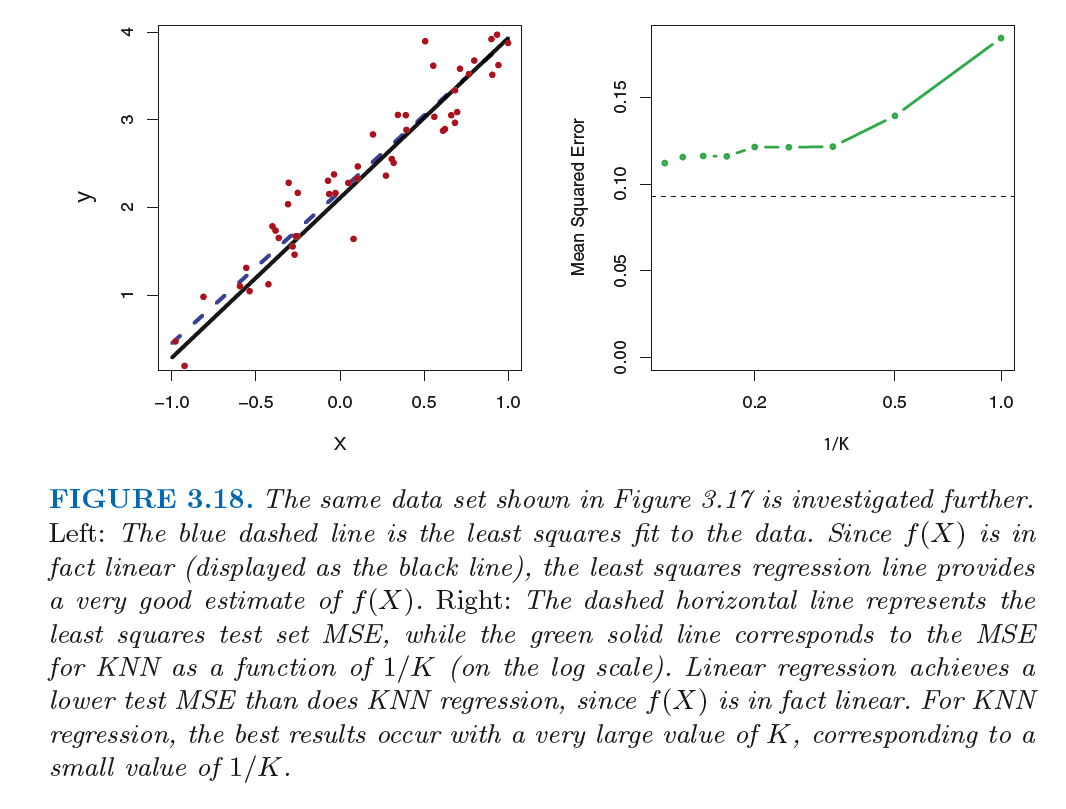 4
3
2
1
y
−1.0 −0.5 0.0 0.5 1.0
X
0.15
0.10
0.05
0.00
Mean Squared Error
0.2 0.5 1.0
1/K
FIGURE 3.18. The same data set shown in Figure 3.17 is investigated further.
Left: The blue dashed line is the least squares fit to the data. Since f(X) is in
fact linear (displayed as the black line), the least squares regression line provides
a very good estimate of f(X). Right: The dashed horizontal line represents the
least squares test set MSE, while the green solid line corresponds to the MSE
for KNN as a function of 1/K (on the log scale). Linear regression achieves a
lower test MSE than does KNN regression, since f(X) is in fact linear. For KNN
regression, the best results occur with a very large value of K, corresponding to a
small value of 1/K.